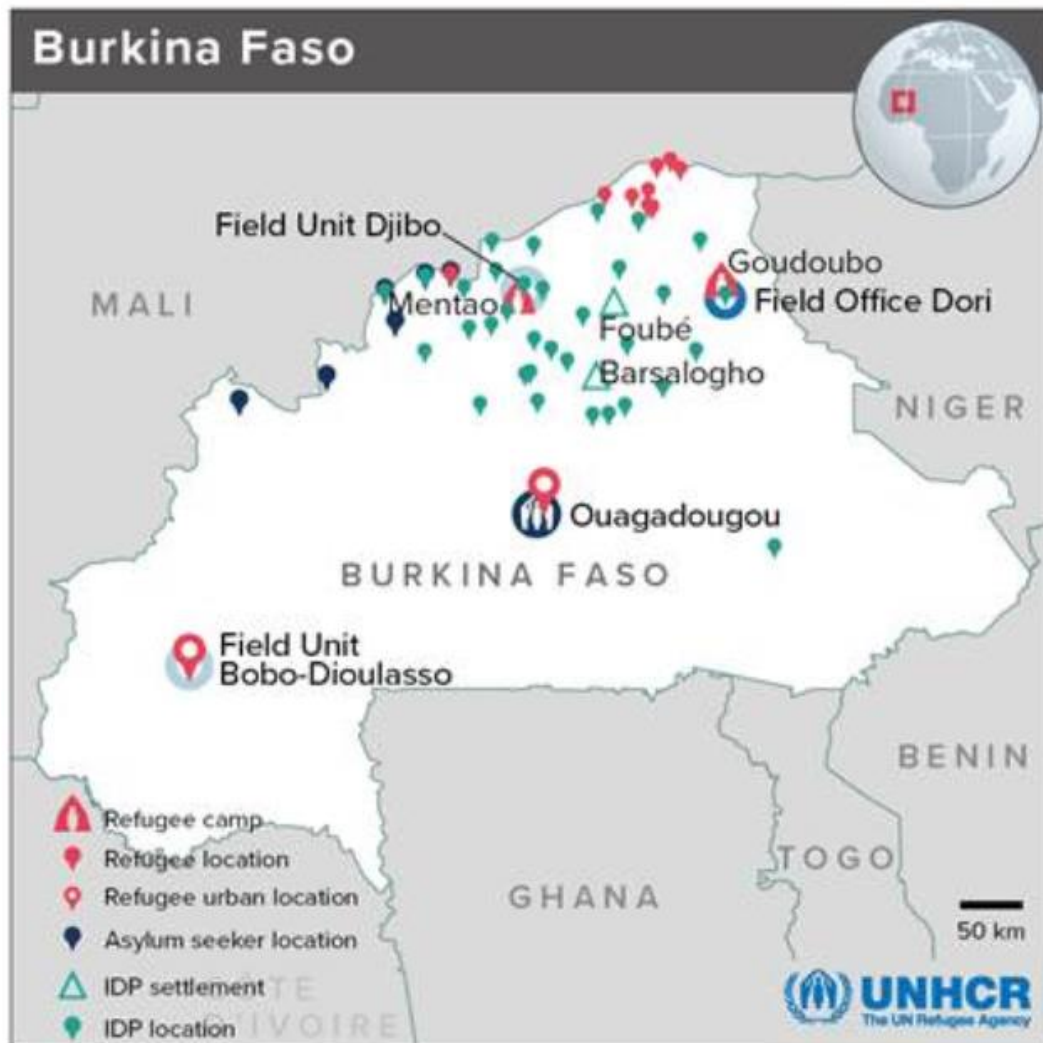 Burkina Faso
Field Unit Djibo
MALI
Mentao
Goudoubo
Field Office Dori
Foubé
Barsalogho
NIGER
Ouagadougou
BURKINA FASO
Field Unit
Bobo-Dioulasso
BENIN
TOGO
GHANA
Refugee camp
Refugee location
Refugee urban location
Asylum seeker location
IDP settlement
IDP location
D'IVOIRE
50 km
UNHCR
The UN Refugee Agency